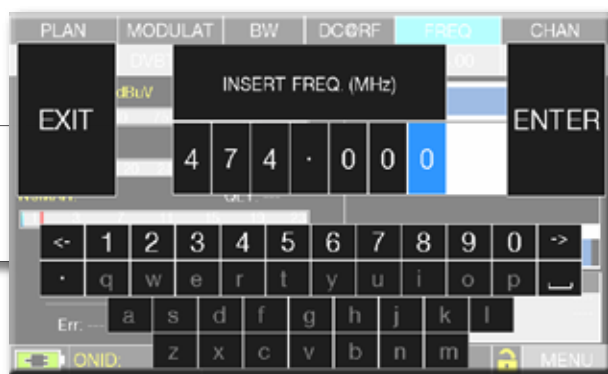 PLAN MODULAT BW DC@RF FREQ CHAN
DVB
dBuV
INSERT FREQ. (MHz)
EXIT
ENTER
4 7 4 . 0 0 0
<- 1 2 3 4 5 6 7 8 9 0 ->
. q w e r t y u i o p
a s d f g h j k l
Err: ---
z x c v b n m
ONID:
MENU